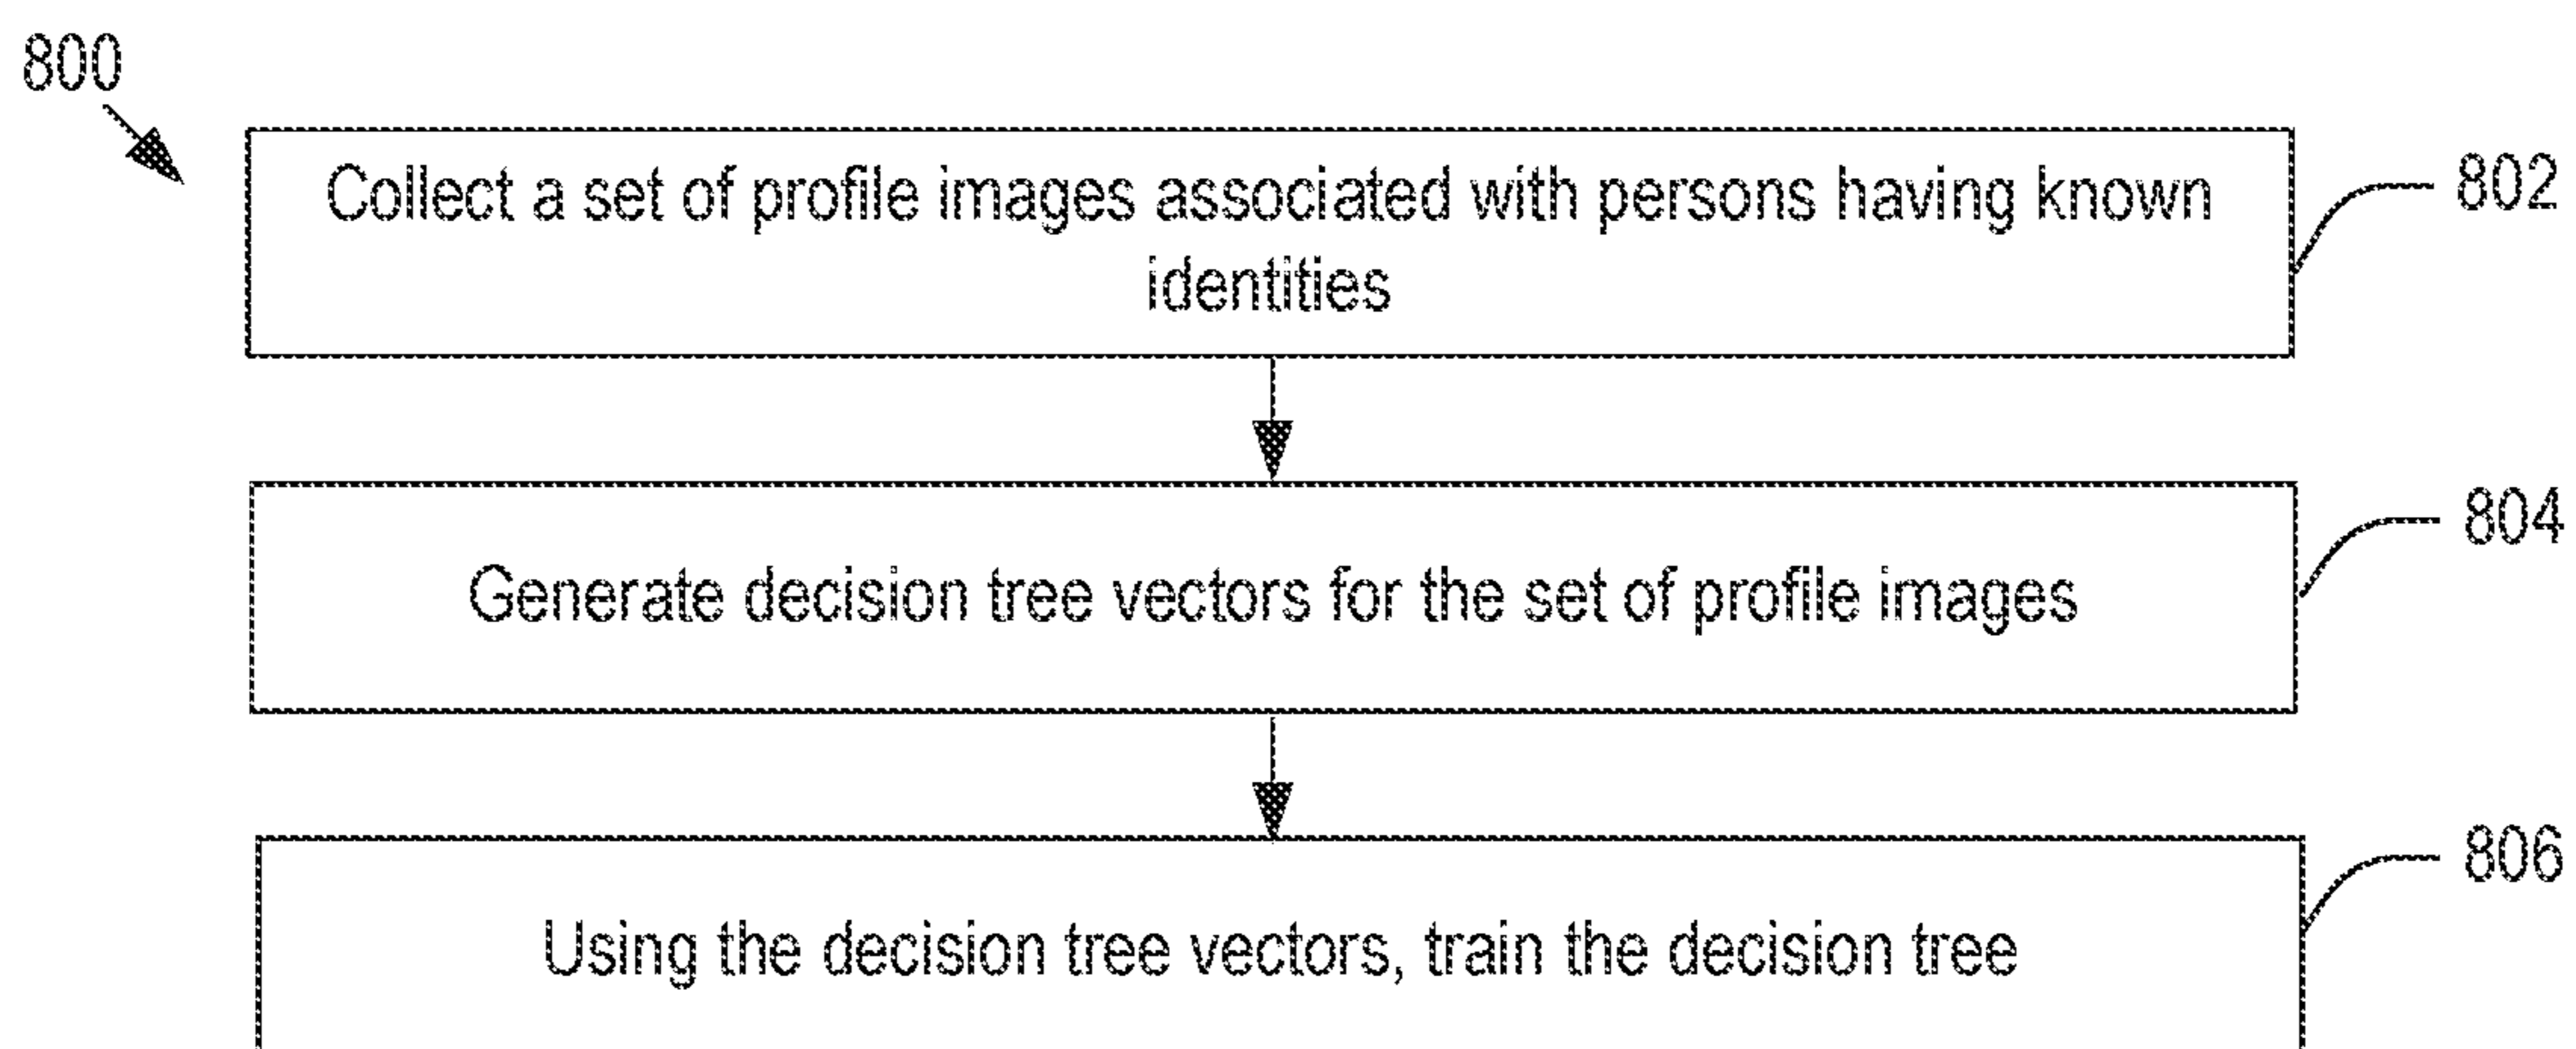 800
Collect a set of profile images associated with persons having known
identities
802
Generate decision tree vectors for the set of profile images
804
Using the decision tree vectors, train the decision tree
806